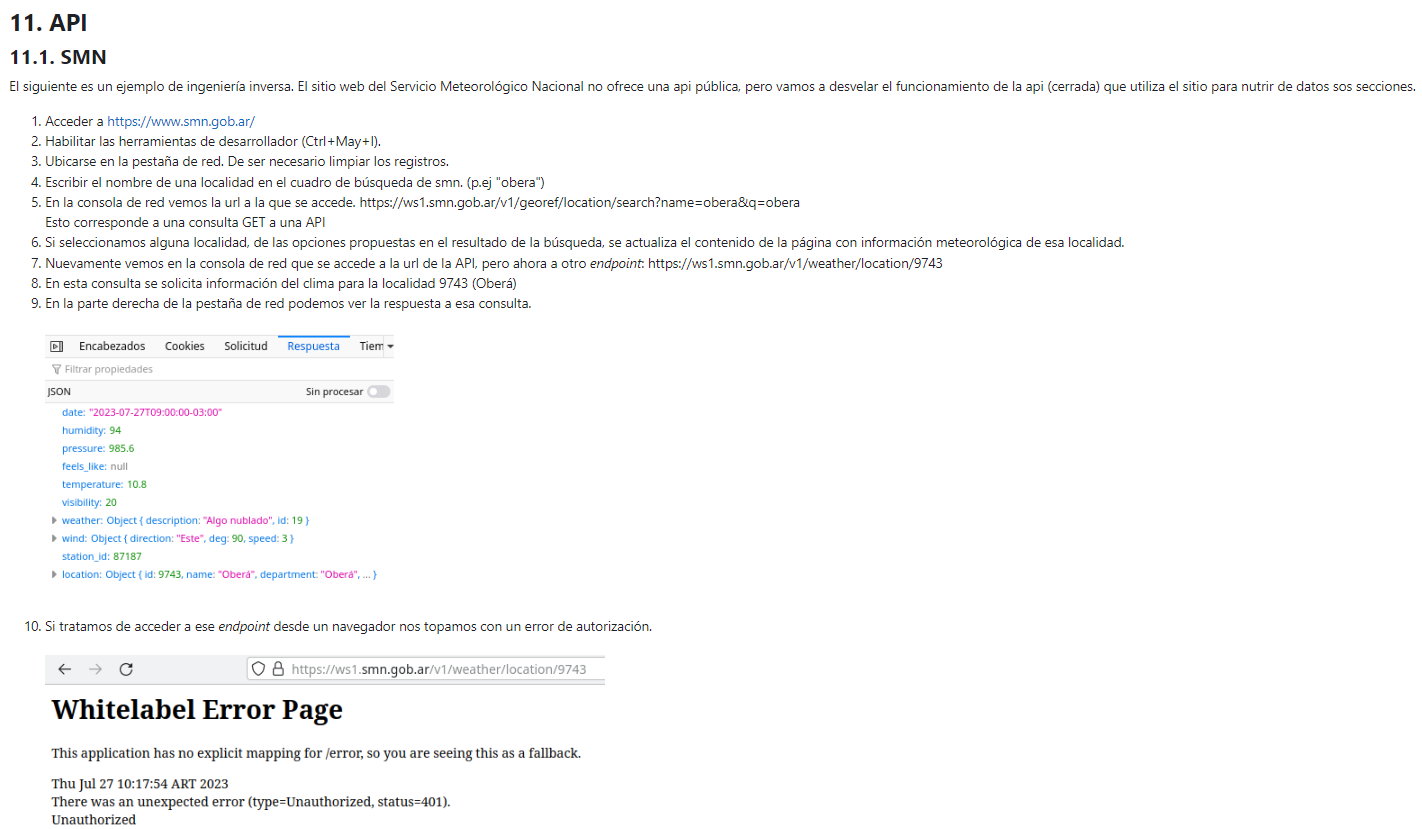 11. API
11.1. SMN
El siguiente es un ejemplo de ingeniería inversa. El sitio web del Servicio Meteorológico Nacional no ofrece una api pública, pero vamos a desvelar el funcionamiento de la api (cerrada) que utiliza el sitio para nutrir de datos sos secciones.
1. Acceder a https://www.smn.gob.ar/
2. Habilitar las herramientas de desarrollador (Ctrl+May+I).
3. Ubicarse en la pestaña de red. De ser necesario limpiar los registros.
4. Escribir el nombre de una localidad en el cuadro de búsqueda de smn. (p.ej "obera")
5. En la consola de red vemos la url a la que se accede. https://ws1.smn.gob.ar/v1/georef/location/search?name=obera&q=obera
Esto corresponde a una consulta GET a una API
6. Si seleccionamos alguna localidad, de las opciones propuestas en el resultado de la búsqueda, se actualiza el contenido de la página con información meteorológica de esa localidad.
7. Nuevamente vemos en la consola de red que se accede a la url de la API, pero ahora a otro endpoint: https://ws1.smn.gob.ar/v1/weather/location/9743
8. En esta consulta se solicita información del clima para la localidad 9743 (Oberá)
9. En la parte derecha de la pestaña de red podemos ver la respuesta a esa consulta.
Encabezados Cookies Solicitud Respuesta Tiem
Filtrar propiedades
JSON Sin procesar
date: "2023-07-27T09:00:00-03:00"
humidity: 94
pressure: 985.6
feels_like: null
temperature: 10.8
visibility: 20
weather: Object { description: "Algo nublado", id: 19 }
wind: Object { direction: "Este", deg: 90, speed: 3 }
station_id: 87187
location: Object { id: 9743, name: "Oberá", department: "Oberá", … }
10. Si tratamos de acceder a ese endpoint desde un navegador nos topamos con un error de autorización.
https://ws1.smn.gob.ar/v1/weather/location/9743
Whitelabel Error Page
This application has no explicit mapping for /error, so you are seeing this as a fallback.
Thu Jul 27 10:17:54 ART 2023
There was an unexpected error (type=Unauthorized, status=401).
Unauthorized